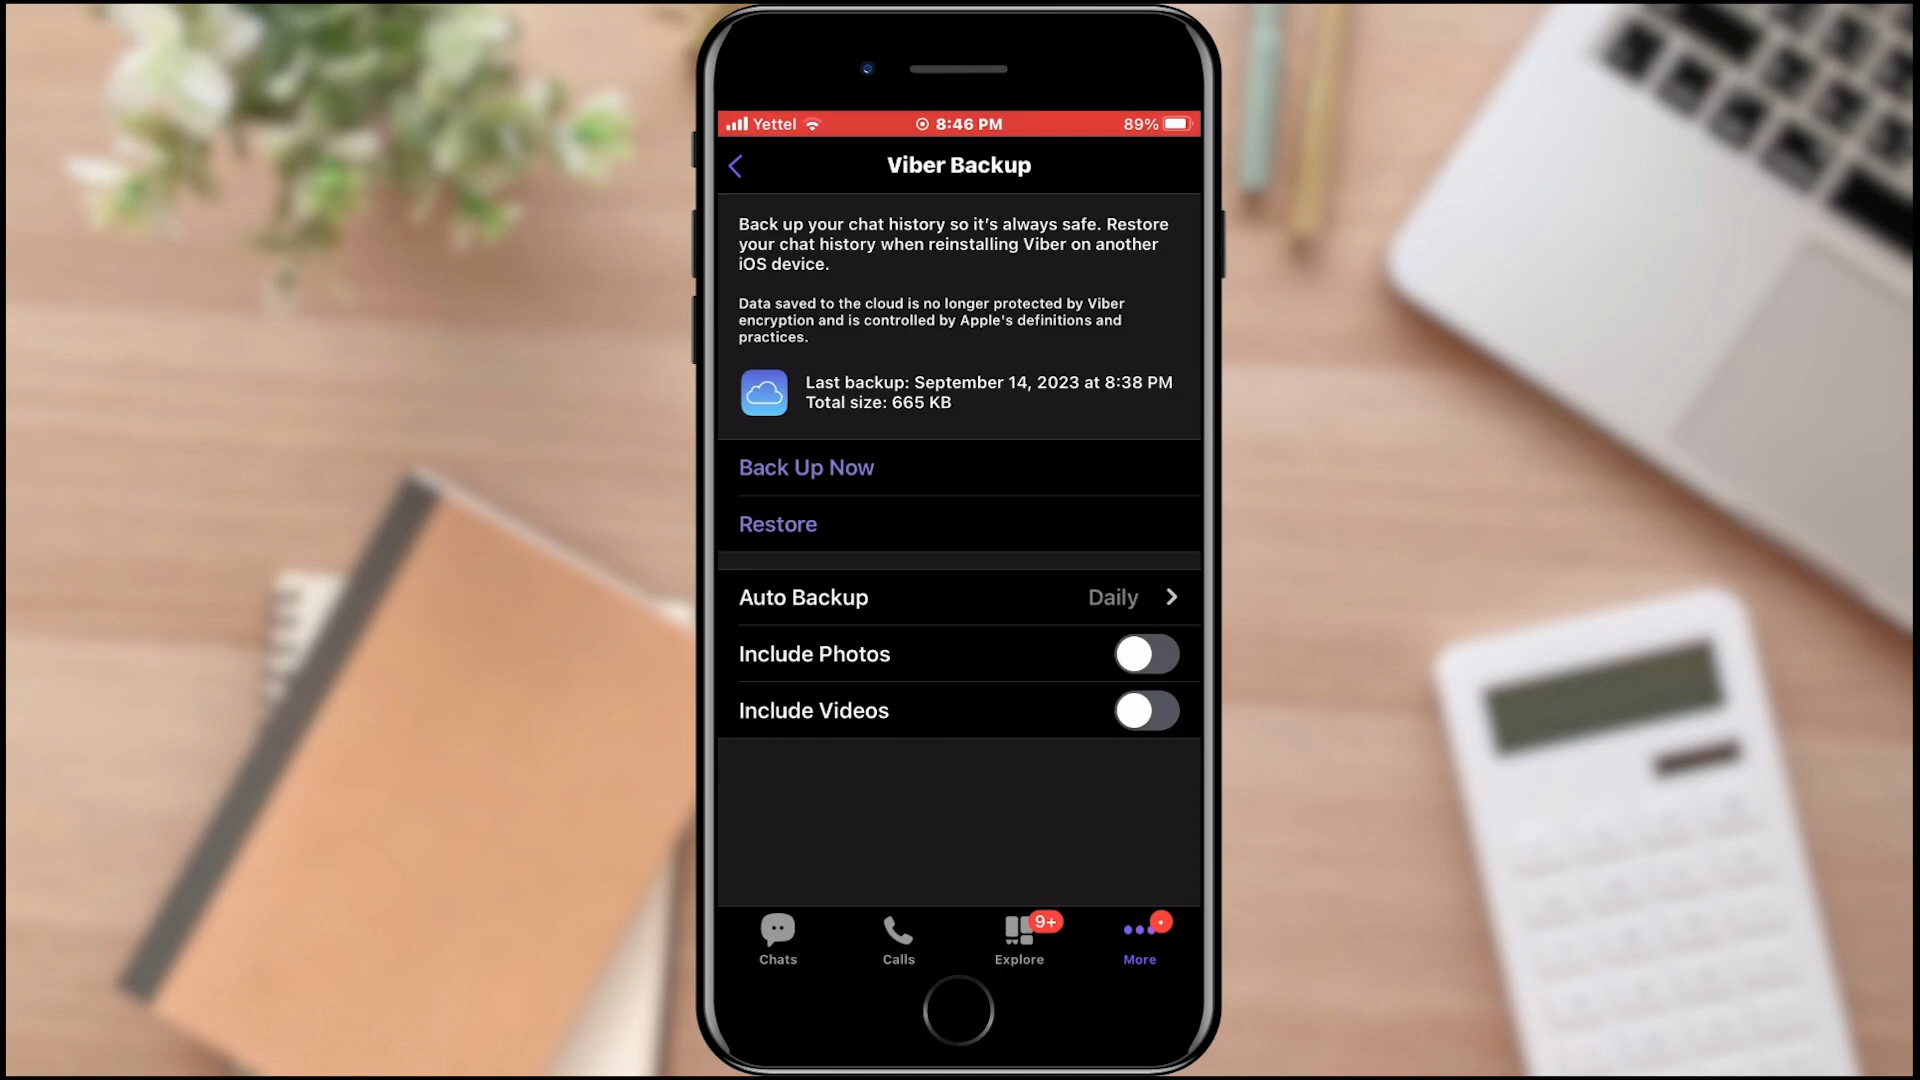 Yettel
8:46 PM
89%
Viber Backup
Back up your chat history so it's always safe. Restore
your chat history when reinstalling Viber on another
iOS device.
Data saved to the cloud is no longer protected by Viber
encryption and is controlled by Apple's definitions and
practices.
Last backup: September 14, 2023 at 8:38 PM
Total size: 665 KB
Back Up Now
Restore
Auto Backup
Daily
Include Photos
Include Videos
9+
Chats
Calls
Explore
More